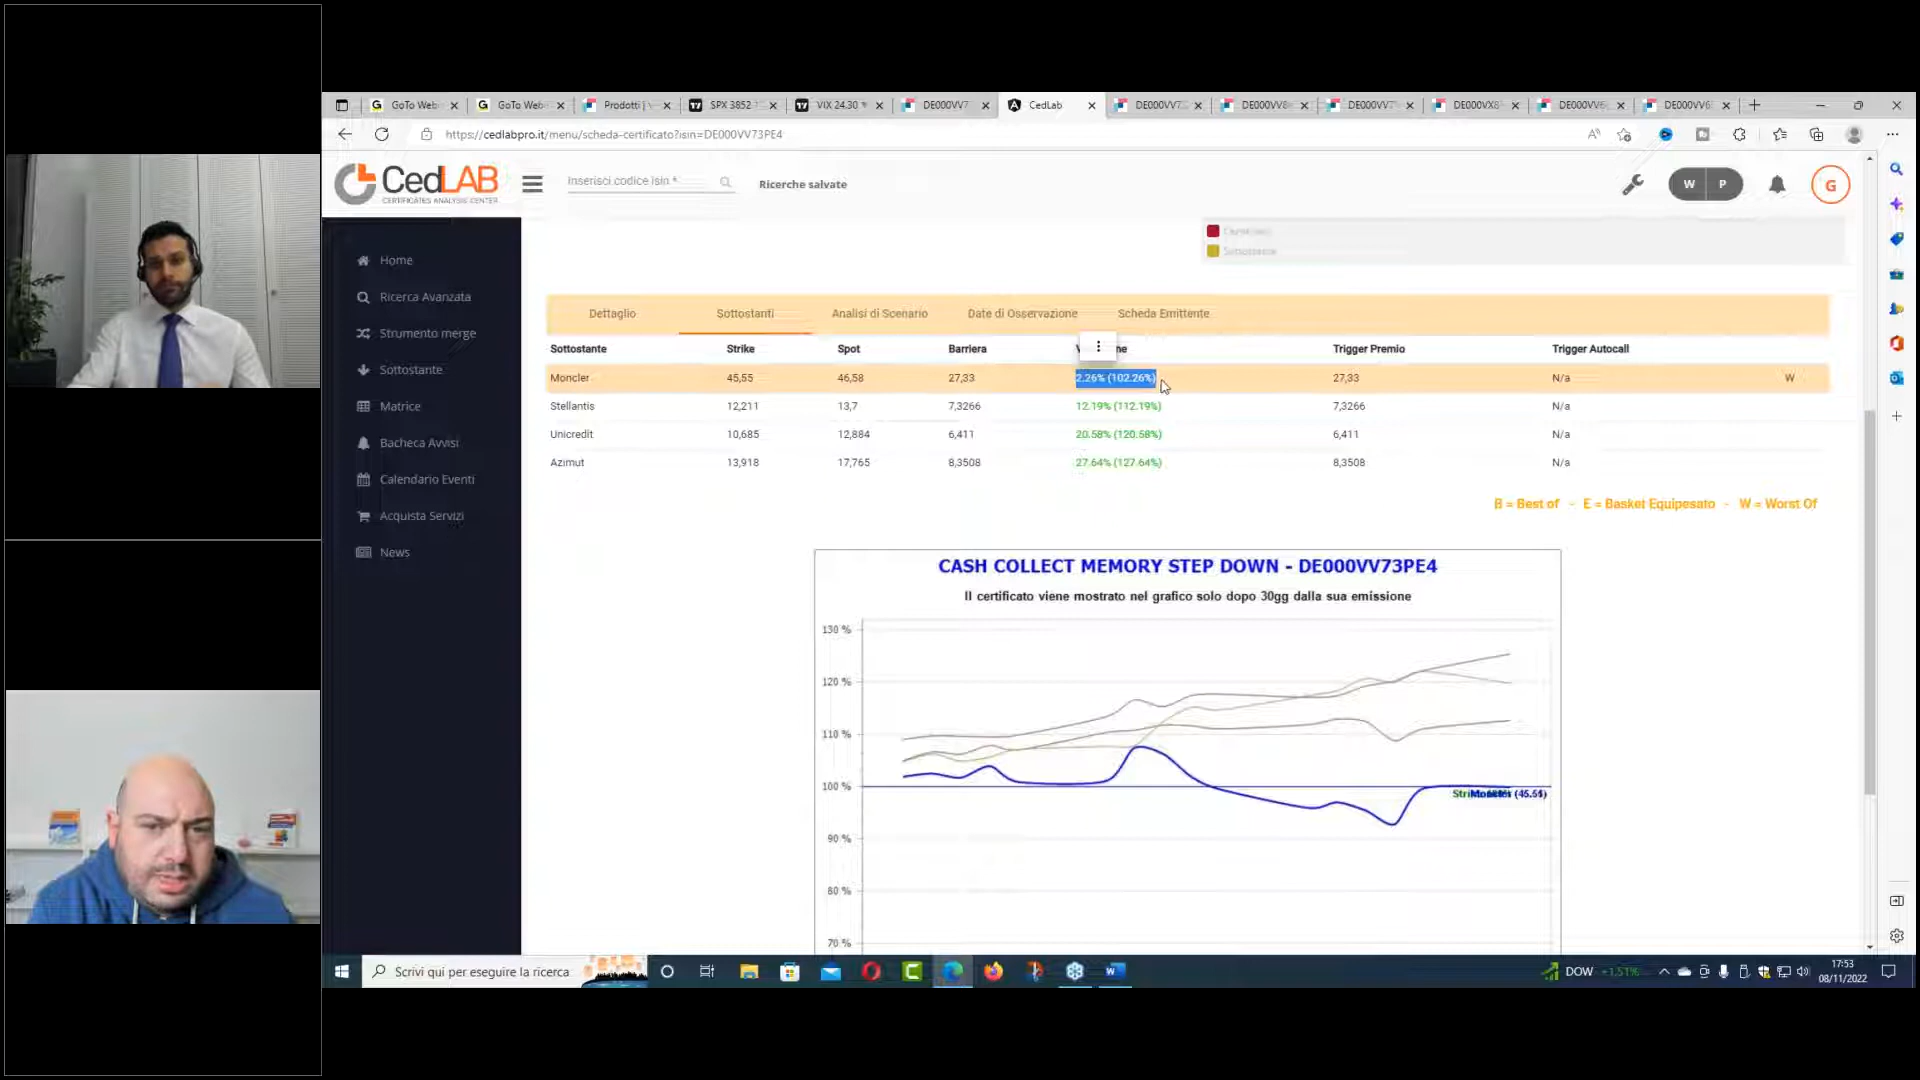 GoTo Web
GoTo Web
Prodotti | v
SPX 3852
VIX 24.30
DE000VV7
CedLab
DE000VV7
DE000VV8
DE000VV7
DE000VX8
DE000VV6
DE000VV6
https://cedlabpro.it/menu/scheda-certificato?isin=DE000VV73PE4
CedLAB
CERTIFICATES ANALYSIS CENTER
Inserisci codice isin *
Ricerche salvate
W P
G
Home
Ricerca Avanzata
Strumento merge
Sottostante
Matrice
Bacheca Avvisi
Calendario Eventi
Acquista Servizi
News
Certificato
Sottostante
Dettaglio Sottostanti Analisi di Scenario Date di Osservazione Scheda Emittente
Sottostante Strike Spot Barriera Trigger Premio Trigger Autocall
Moncler 45,55 46,58 27,33 2.26% (102.26%) 27,33 N/a W
Stellantis 12,211 13,7 7,3266 12.19% (112.19%) 7,3266 N/a
Unicredit 10,685 12,884 6,411 20.58% (120.58%) 6,411 N/a
Azimut 13,918 17,765 8,3508 27.64% (127.64%) 8,3508 N/a
B = Best of - E = Basket Equipesato - W = Worst Of
CASH COLLECT MEMORY STEP DOWN - DE000VV73PE4
Il certificato viene mostrato nel grafico solo dopo 30gg dalla sua emissione
130 %
120 %
110 %
100 %
90 %
80 %
70 %
Scrivi qui per eseguire la ricerca
DOW +1,51%
17:53
08/11/2022